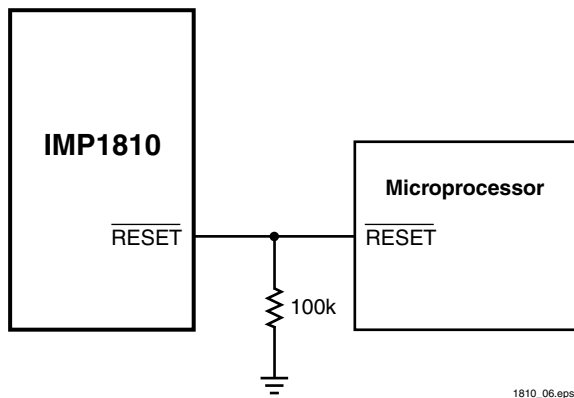 IMP1810
Microprocessor
RESET
RESET
100k
1810_06.eps